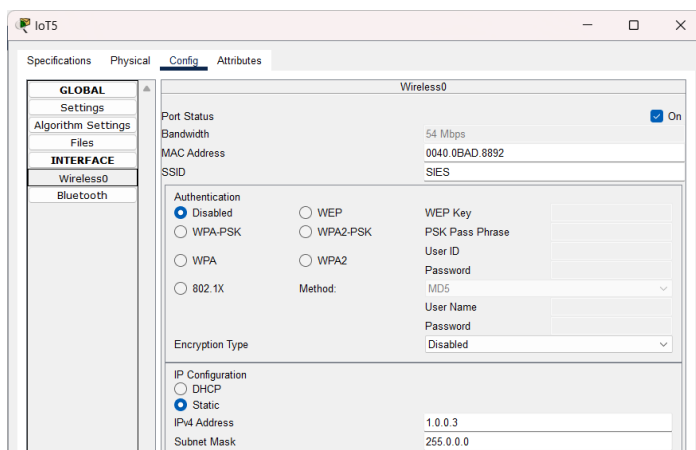 IoT5
Specifications Physical Config Attributes
GLOBAL
Settings
Algorithm Settings
Files
INTERFACE
Wireless0
Bluetooth
Wireless0
Port Status On
Bandwidth 54 Mbps
MAC Address 0040.0BAD.8892
SSID SIES
Authentication
Disabled WEP WEP Key
WPA-PSK WPA2-PSK PSK Pass Phrase
User ID
WPA WPA2
Password
802.1X Method: MD5
User Name
Password
Encryption Type Disabled
IP Configuration
DHCP
Static
IPv4 Address 1.0.0.3
Subnet Mask 255.0.0.0